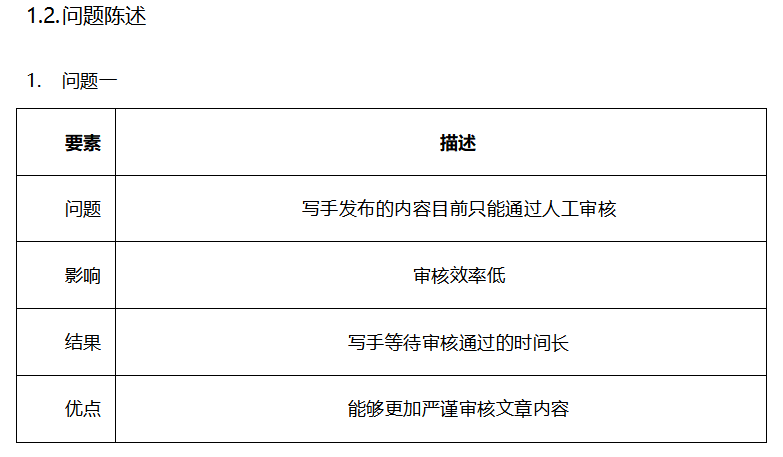 1.2.问题陈述
1. 问题一
要素 描述
问题 写手发布的内容目前只能通过人工审核
影响 审核效率低
结果 写手等待审核通过的时间长
优点 能够更加严谨审核文章内容